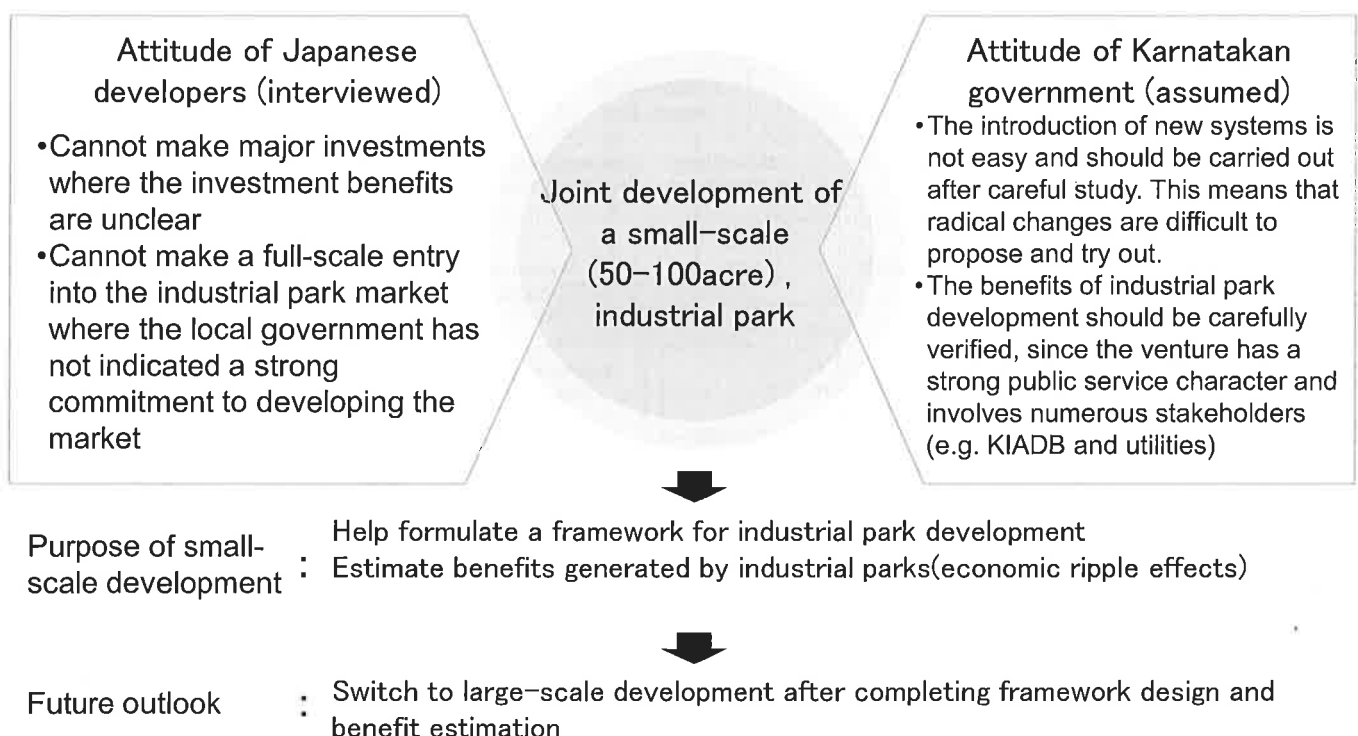 Attitude of Japanese
developers (interviewed)
•Cannot make major investments
where the investment benefits
are unclear
•Cannot make a full-scale entry
into the industrial park market
where the local government has
not indicated a strong
commitment to developing the
market
Joint development of
a small-scale
(50-100acre),
industrial park
Attitude of Karnatakan
government (assumed)
•The introduction of new systems is
not easy and should be carried out
after careful study. This means that
radical changes are difficult to
propose and try out.
•The benefits of industrial park
development should be carefully
verified, since the venture has a
strong public service character and
involves numerous stakeholders
(e.g. KIADB and utilities)
Purpose of small-
scale development :
Help formulate a framework for industrial park development
Estimate benefits generated by industrial parks(economic ripple effects)
Future outlook : Switch to large-scale development after completing framework design and
benefit estimation